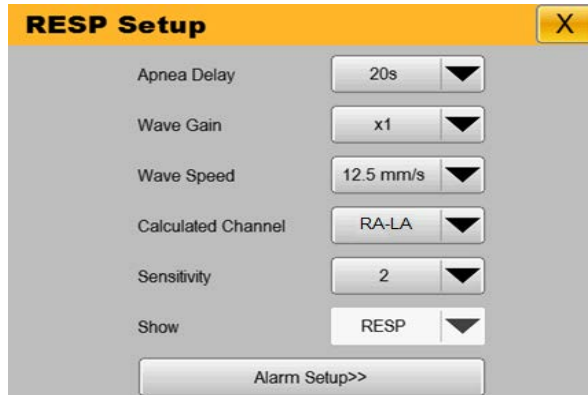 RESP Setup X
Apnea Delay 20s
Wave Gain x1
Wave Speed 12.5 mm/s
Calculated Channel RA-LA
Sensitivity 2
Show RESP
Alarm Setup>>